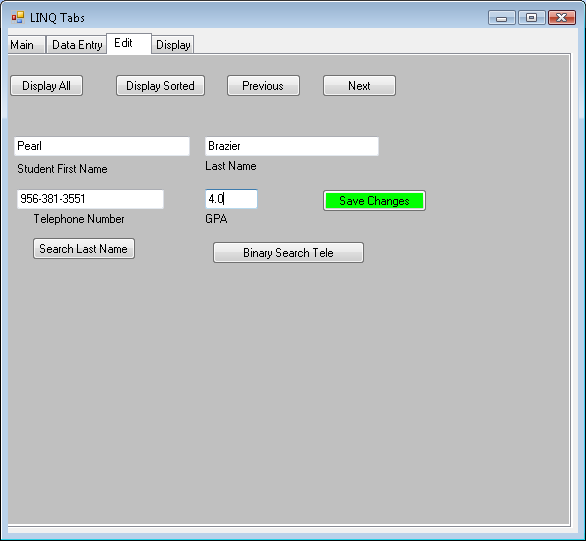 LINQ Tabs
Main Data Entry Edit Display
Display All Display Sorted Previous Next
Pearl Brazier
Student First Name Last Name
956-381-3551 4.0 Save Changes
Telephone Number GPA
Search Last Name Binary Search Tele